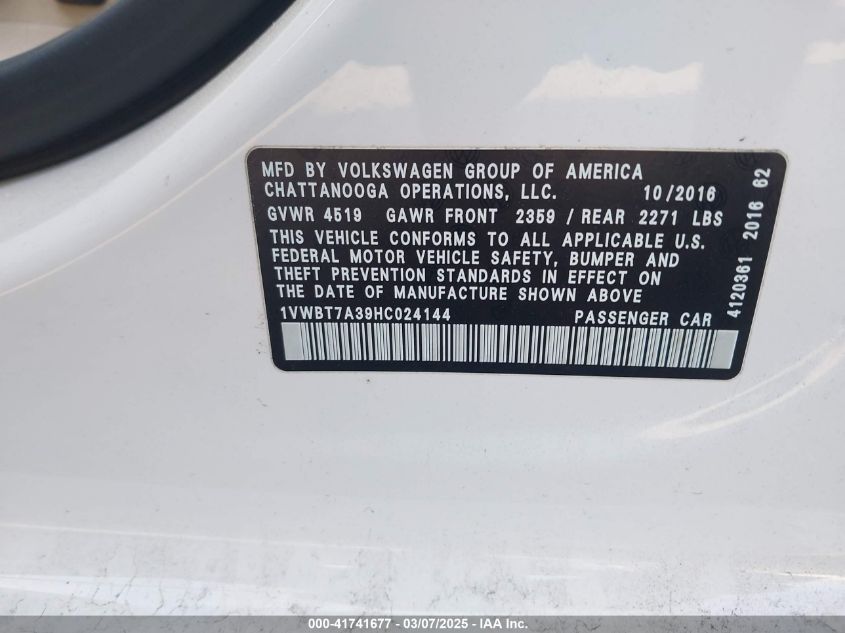 MFD BY VOLKSWAGEN GROUP OF AMERICA
CHATTANOOGA OPERATIONS, LLC. 10/2016
GVWR 4519 GAWR FRONT 2359 / REAR 2271 LBS
THIS VEHICLE CONFORMS TO ALL APPLICABLE U.S.
FEDERAL MOTOR VEHICLE SAFETY, BUMPER AND
THEFT PREVENTION STANDARDS IN EFFECT ON
THE DATE OF MANUFACTURE SHOWN ABOVE
1VWBT7A39HC024144 PASSENGER CAR
4120361 2016 62
000-41741677 - 03/07/2025 - IAA Inc.